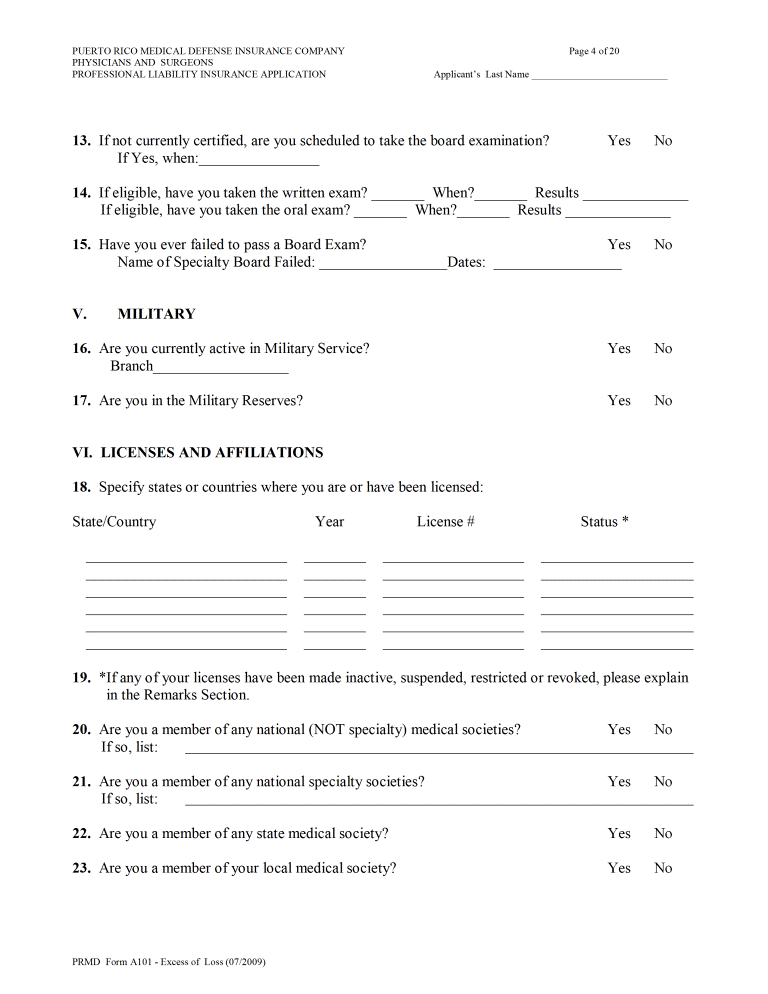 PUERTO RICO MEDICAL DEFENSE INSURANCE COMPANY Page 4 of 20
PHYSICIANS AND SURGEONS
PROFESSIONAL LIABILITY INSURANCE APPLICATION Applicant's Last Name ___________________________
13. If not currently certified, are you scheduled to take the board examination? Yes No
If Yes, when:________________
14. If eligible, have you taken the written exam? _______ When?_______ Results ______________
If eligible, have you taken the oral exam? _______ When?_______ Results ______________
15. Have you ever failed to pass a Board Exam? Yes No
Name of Specialty Board Failed: _________________Dates: _________________
V. MILITARY
16. Are you currently active in Military Service? Yes No
Branch__________________
17. Are you in the Military Reserves? Yes No
VI. LICENSES AND AFFILIATIONS
18. Specify states or countries where you are or have been licensed:
State/Country Year License # Status *
19. *If any of your licenses have been made inactive, suspended, restricted or revoked, please explain
in the Remarks Section.
20. Are you a member of any national (NOT specialty) medical societies? Yes No
If so, list: ____________________________________________________________________
21. Are you a member of any national specialty societies? Yes No
If so, list: ____________________________________________________________________
22. Are you a member of any state medical society? Yes No
23. Are you a member of your local medical society? Yes No
PRMD Form A101 - Excess of Loss (07/2009)